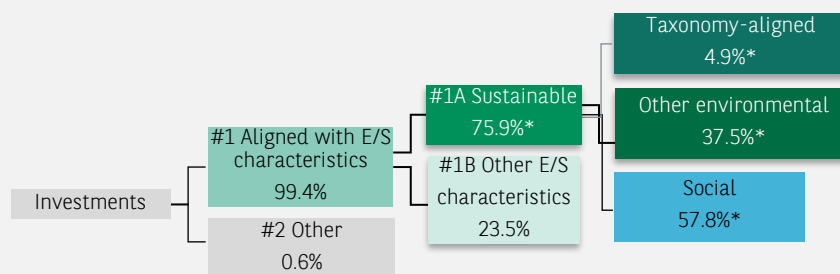 Taxonomy-aligned
4.9%*
#1A Sustainable
75.9%*
Other environmental
37.5%*
#1 Aligned with E/S
characteristics
99.4%
#1B Other E/S
characteristics
23.5%
Social
57.8%*
Investments
#2 Other
0.6%